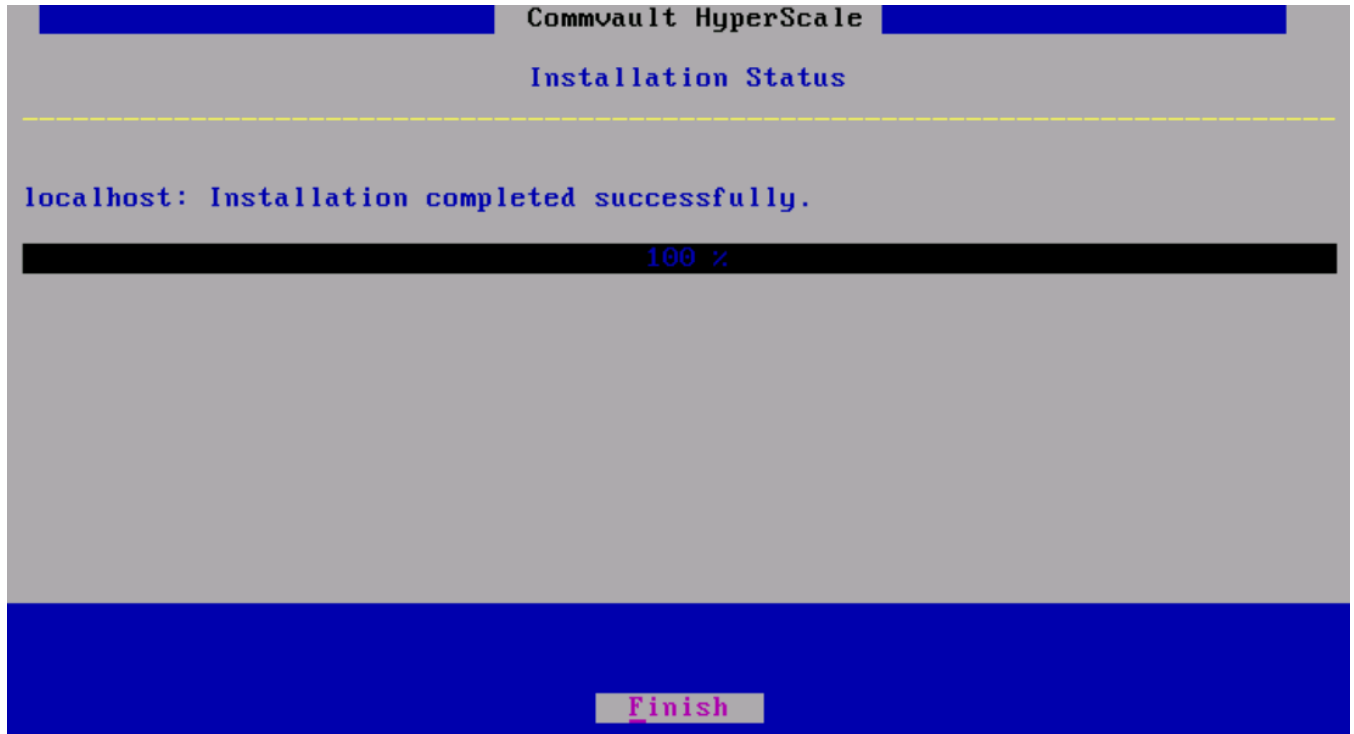 Commvault HyperScale
Installation Status
localhost: Installation completed successfully.
100 %
Finish